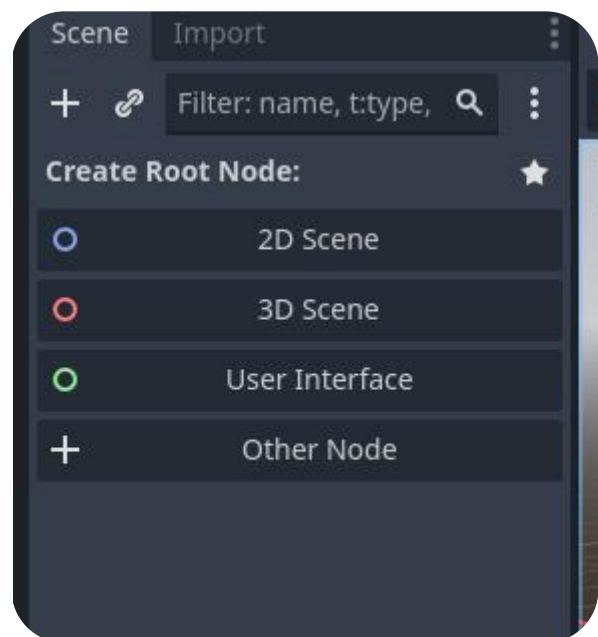 Scene Import
Filter: name, t:type,
Create Root Node:
2D Scene
3D Scene
User Interface
Other Node